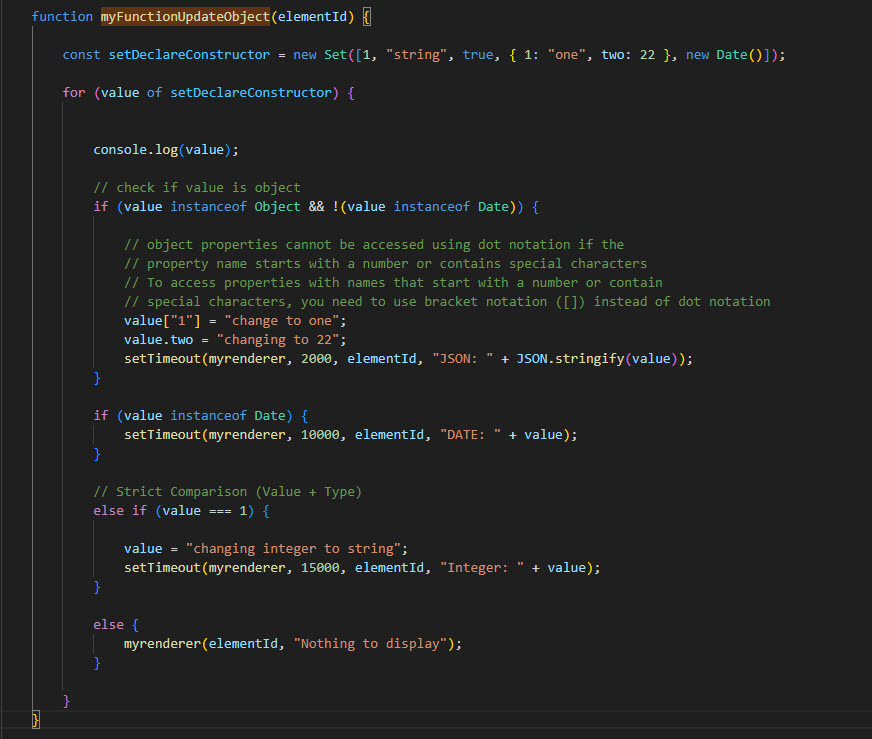 function myFunctionUpdateObject(elementId) {
const setDeclareConstructor = new Set([1, "string", true, { 1: "one", two: 22 }, new Date()]);
for (value of setDeclareConstructor) {
console.log(value);
// check if value is object
if (value instanceof Object && !(value instanceof Date)) {
// object properties cannot be accessed using dot notation if the
// property name starts with a number or contains special characters
// To access properties with names that start with a number or contain
// special characters, you need to use bracket notation ([]) instead of dot notation
value["1"] = "change to one";
value.two = "changing to 22";
setTimeout(myrenderer, 2000, elementId, "JSON: " + JSON.stringify(value));
}
if (value instanceof Date) {
setTimeout(myrenderer, 10000, elementId, "DATE: " + value);
}
// Strict Comparison (Value + Type)
else if (value === 1) {
value = "changing integer to string";
setTimeout(myrenderer, 15000, elementId, "Integer: " + value);
}
else {
myrenderer(elementId, "Nothing to display");
}
}
}